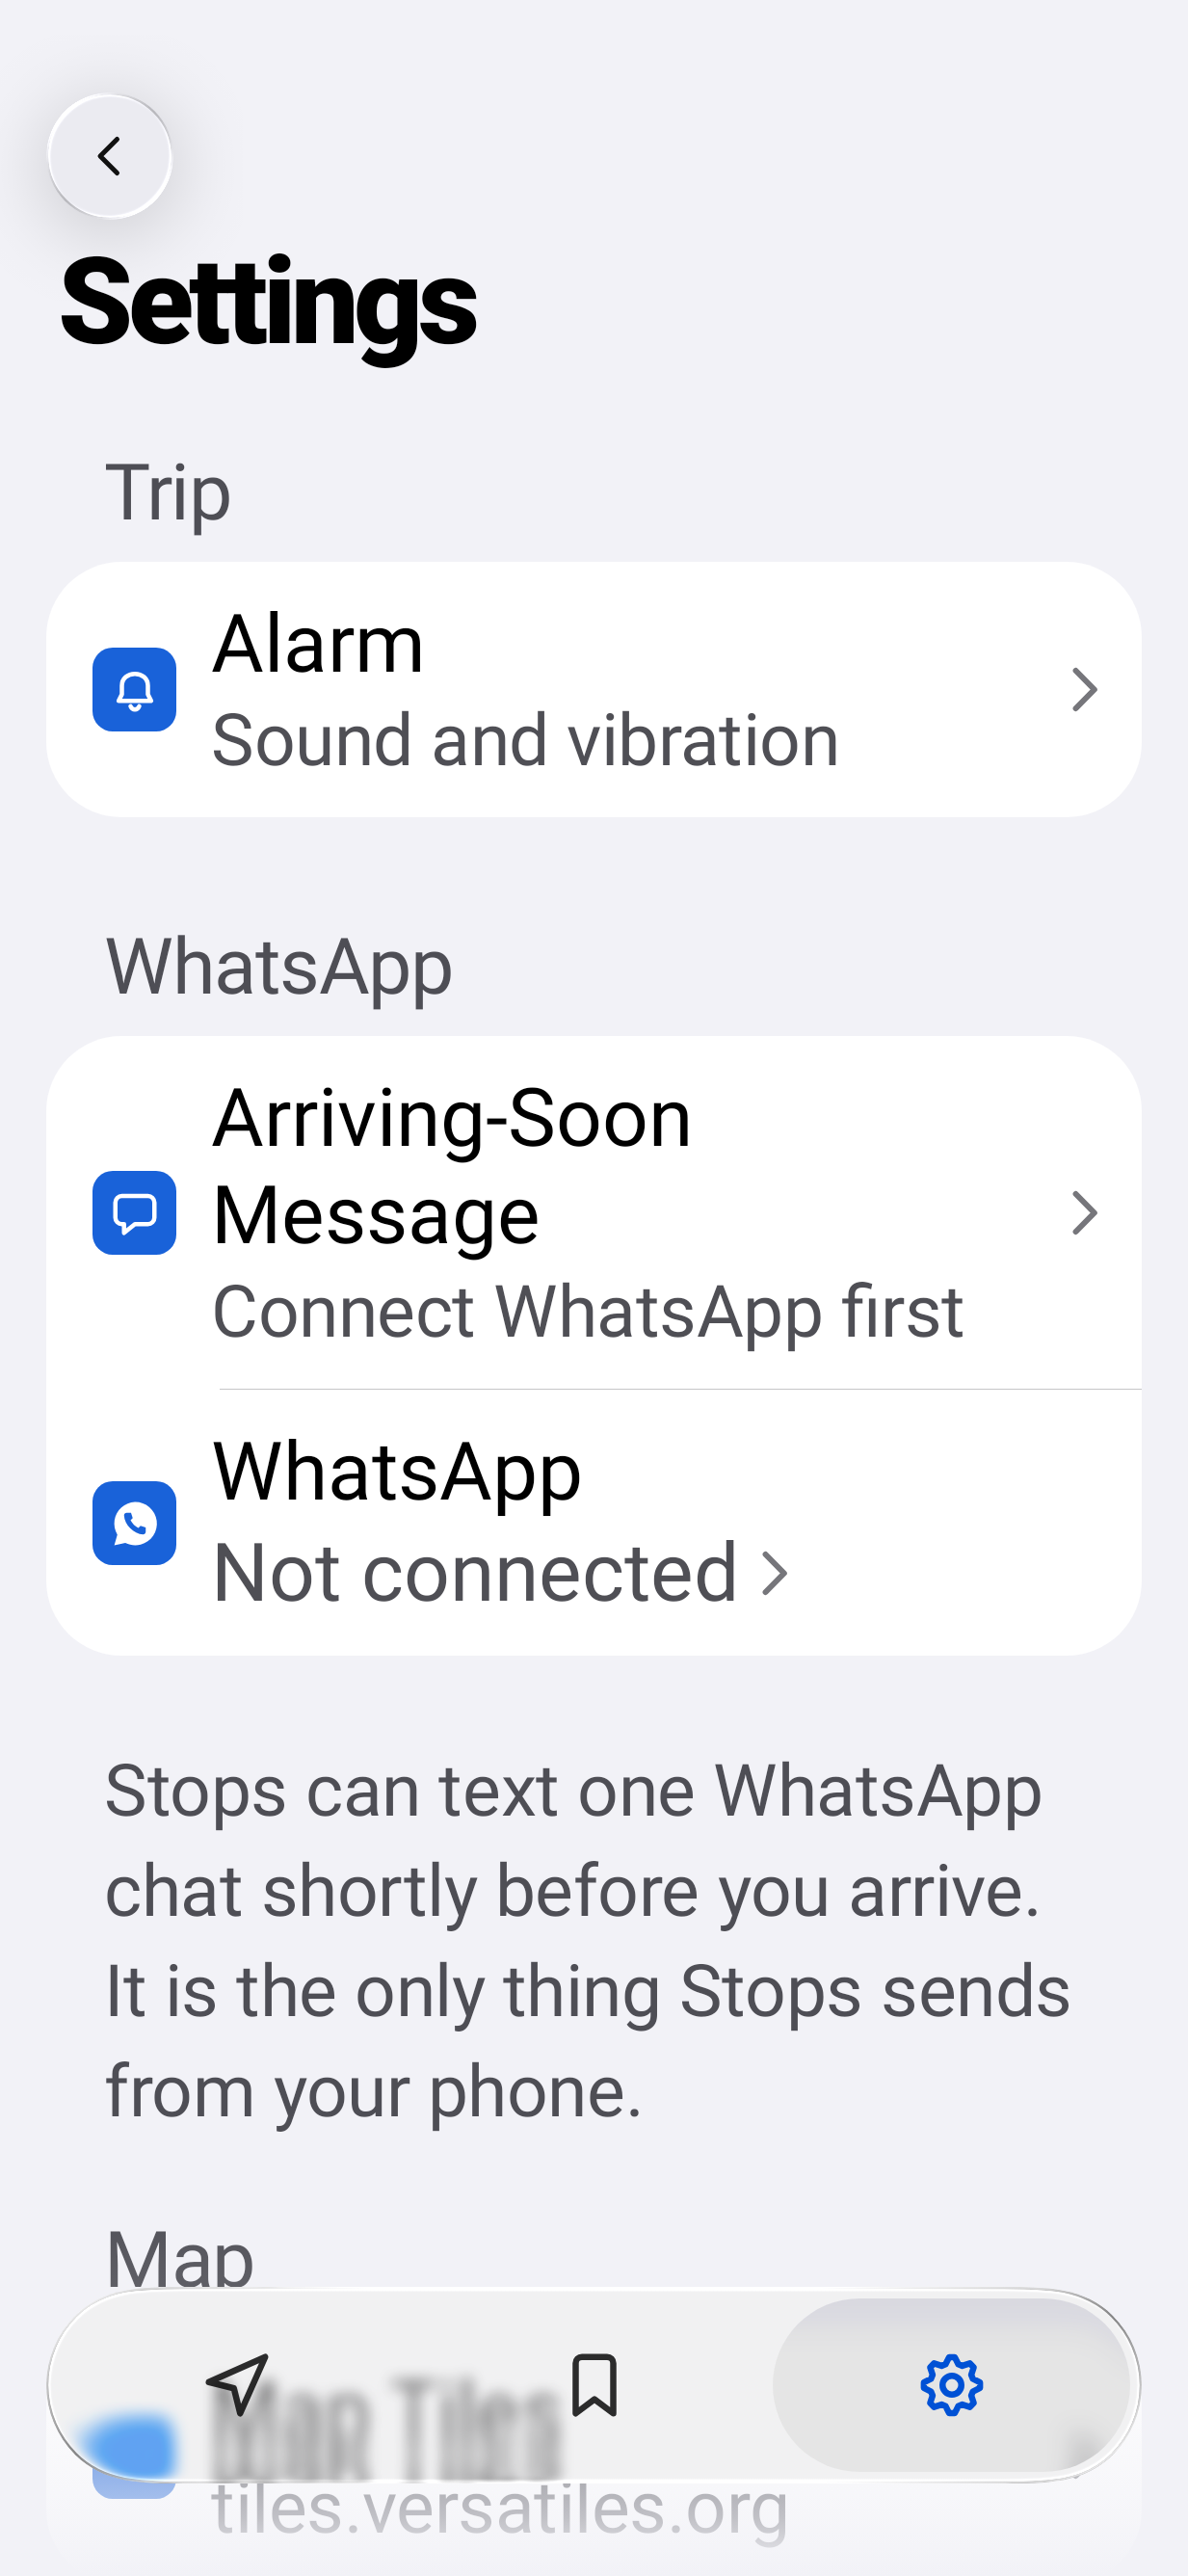 Settings
Trip
Alarm
Sound and vibration
WhatsApp
Arriving-Soon
Message
Connect WhatsApp first
WhatsApp
Not connected
Stops can text one WhatsApp
chat shortly before you arrive.
It is the only thing Stops sends
from your phone.
Map
Map Tiles
tiles.versatiles.org